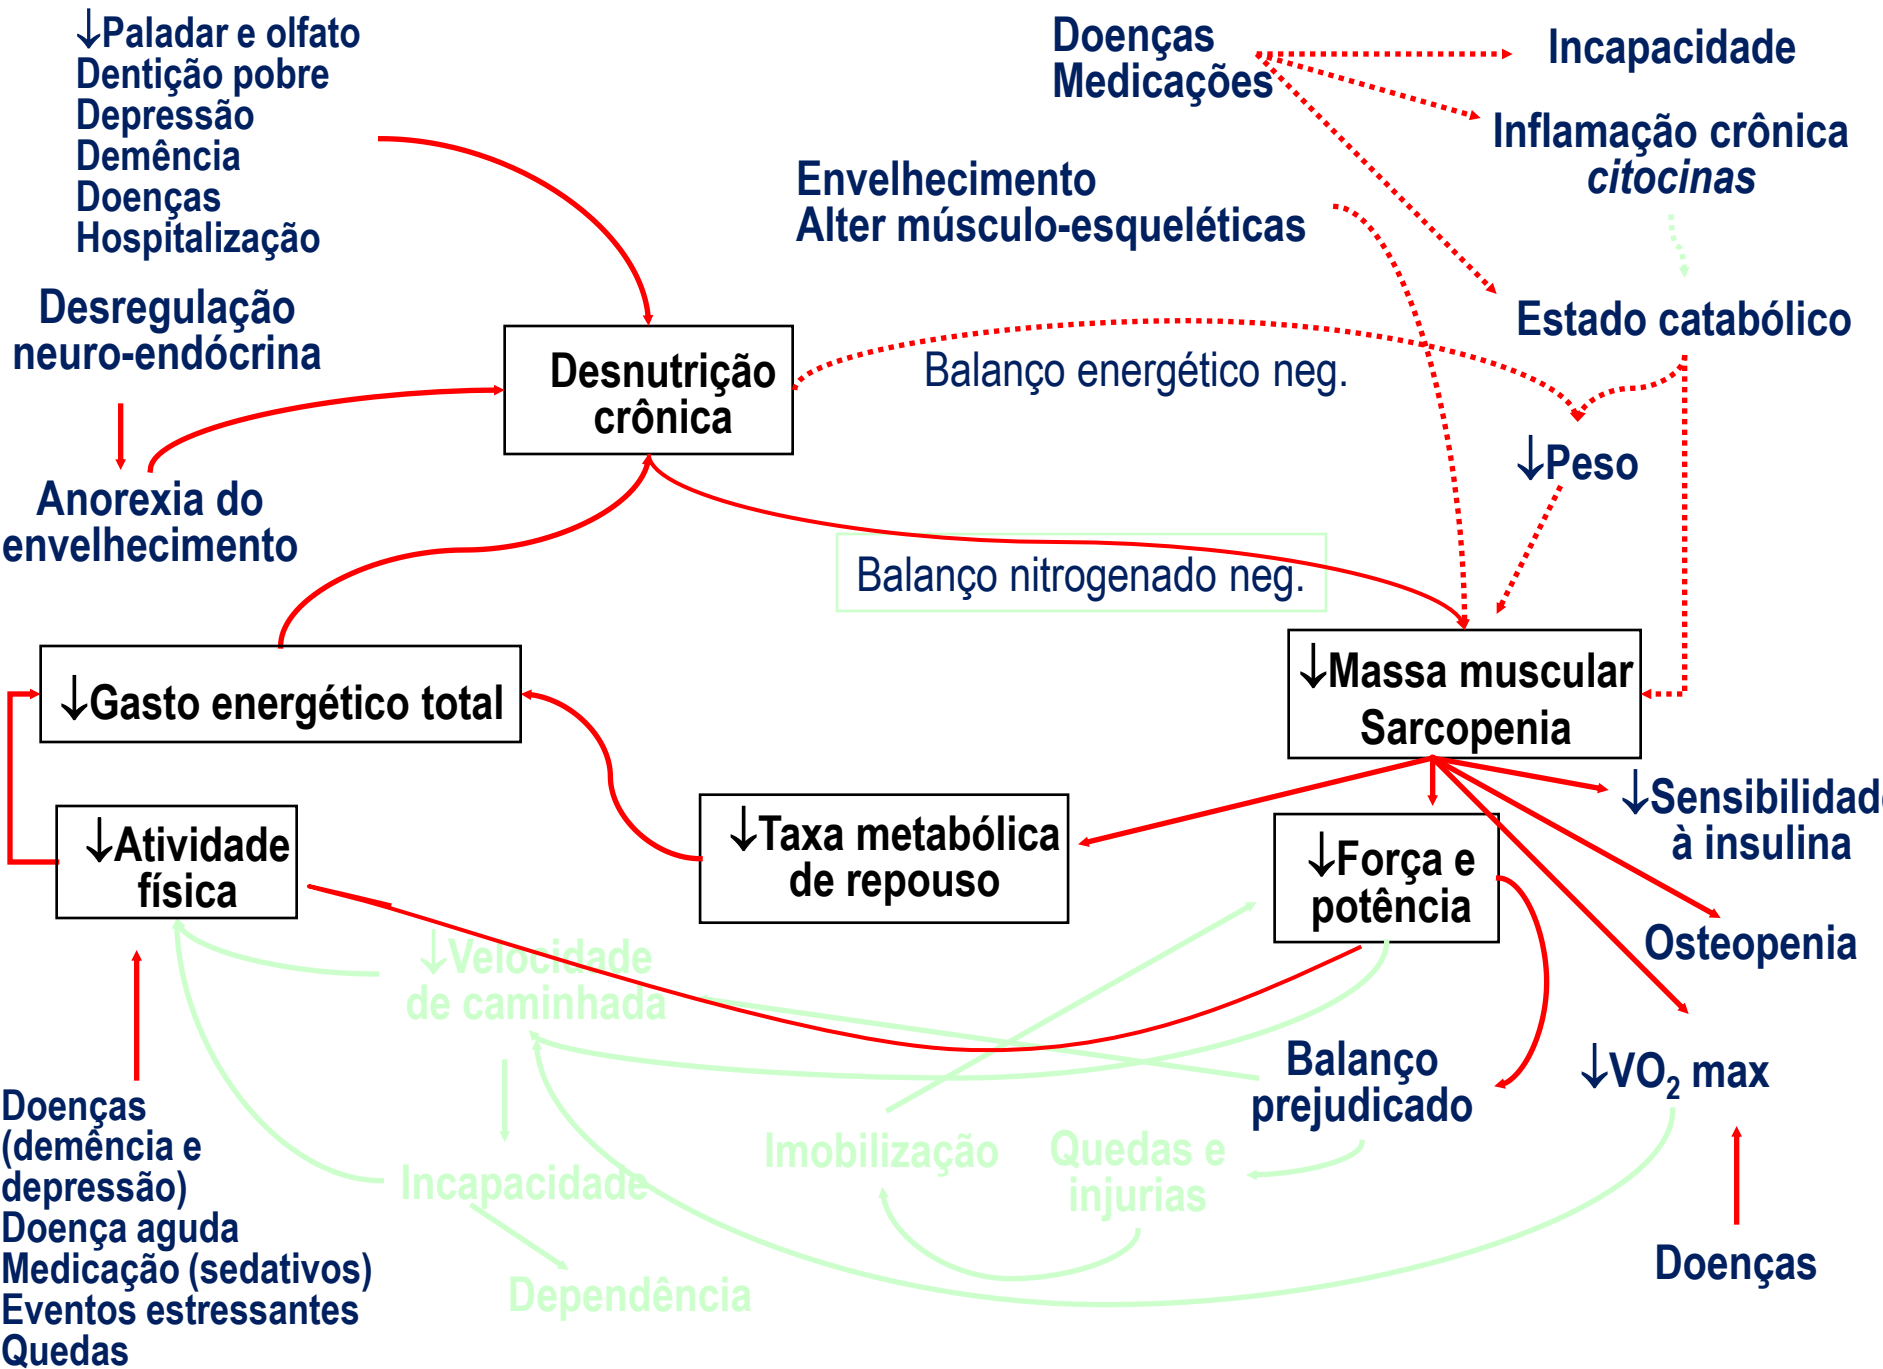 ↓Paladar e olfato
Dentição pobre
Depressão
Demência
Doenças
Hospitalização
Doenças
Medicações
Incapacidade
Inflamação crônica
citocinas
Envelhecimento
Alter músculo-esqueléticas
Desregulação
neuro-endócrina
Estado catabólico
Desnutrição
crônica
Balanço energético neg.
↓Peso
Anorexia do
envelhecimento
Balanço nitrogenado neg.
↓Gasto energético total
↓Massa muscular
Sarcopenia
↓Atividade
física
↓Taxa metabólica
de repouso
↓Força e
potência
↓Sensibilidad
à insulina
Osteopenia
↓Velocidade
de caminhada
Balanço
prejudicado
↓VO₂ max
Doenças
(demência e
depressão)
Doença aguda
Medicação (sedativos)
Eventos estressantes
Quedas
Incapacidade
Imobilização
Quedas e
injurias
Dependência
Doenças